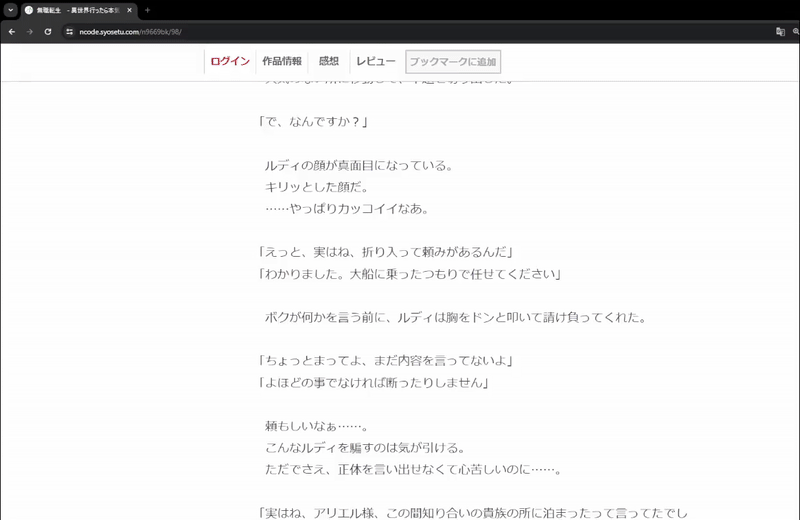 無職転生 - 異世界行ったら本気
ncode.syosetu.com/n9669bk/98/
ログイン 作品情報 感想 レビュー ブックマークに追加
「で、なんですか？」
ルディの顔が真面目になっている。
キリッとした顔だ。
……やっぱりカッコイイなあ。
「えっと、実はね、折り入って頼みがあるんだ」
「わかりました。大船に乗ったつもりで任せてください」
ボクが何かを言う前に、ルディは胸をドンと叩いて請け負ってくれた。
「ちょっとまってよ、まだ内容を言ってないよ」
「よほどの事でなければ断ったりしません」
頼もしいなぁ……。
こんなルディを騙すのは気が引ける。
ただでさえ、正体を言い出せなくて心苦しいのに……。
「実はね、アリエル様、この間知り合いの貴族の所に泊まったって言ってたでし